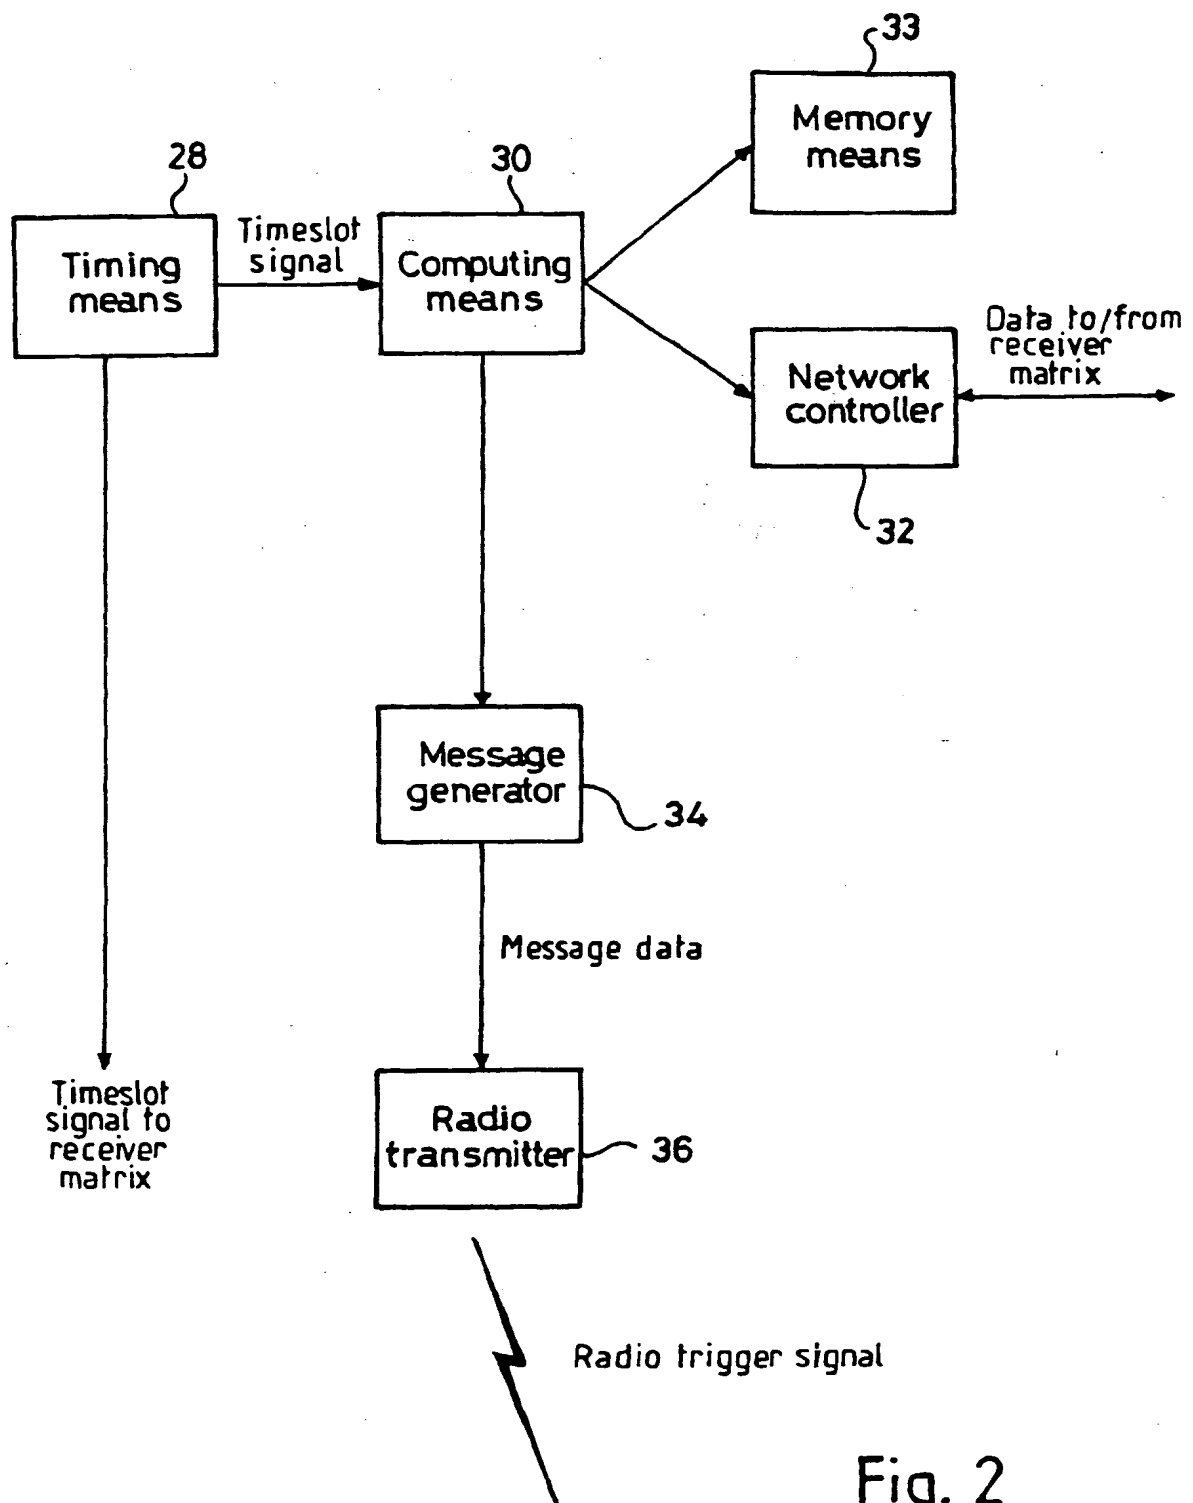 33
Memory
means
28
30
Timing
means
Timeslot
signal
Computing
means
Data to/from
receiver
matrix
Network
controller
32
Message
generator
34
Message data
Timeslot
signal to
receiver
matrix
Radio
transmitter
36
Radio trigger signal
Fig. 2